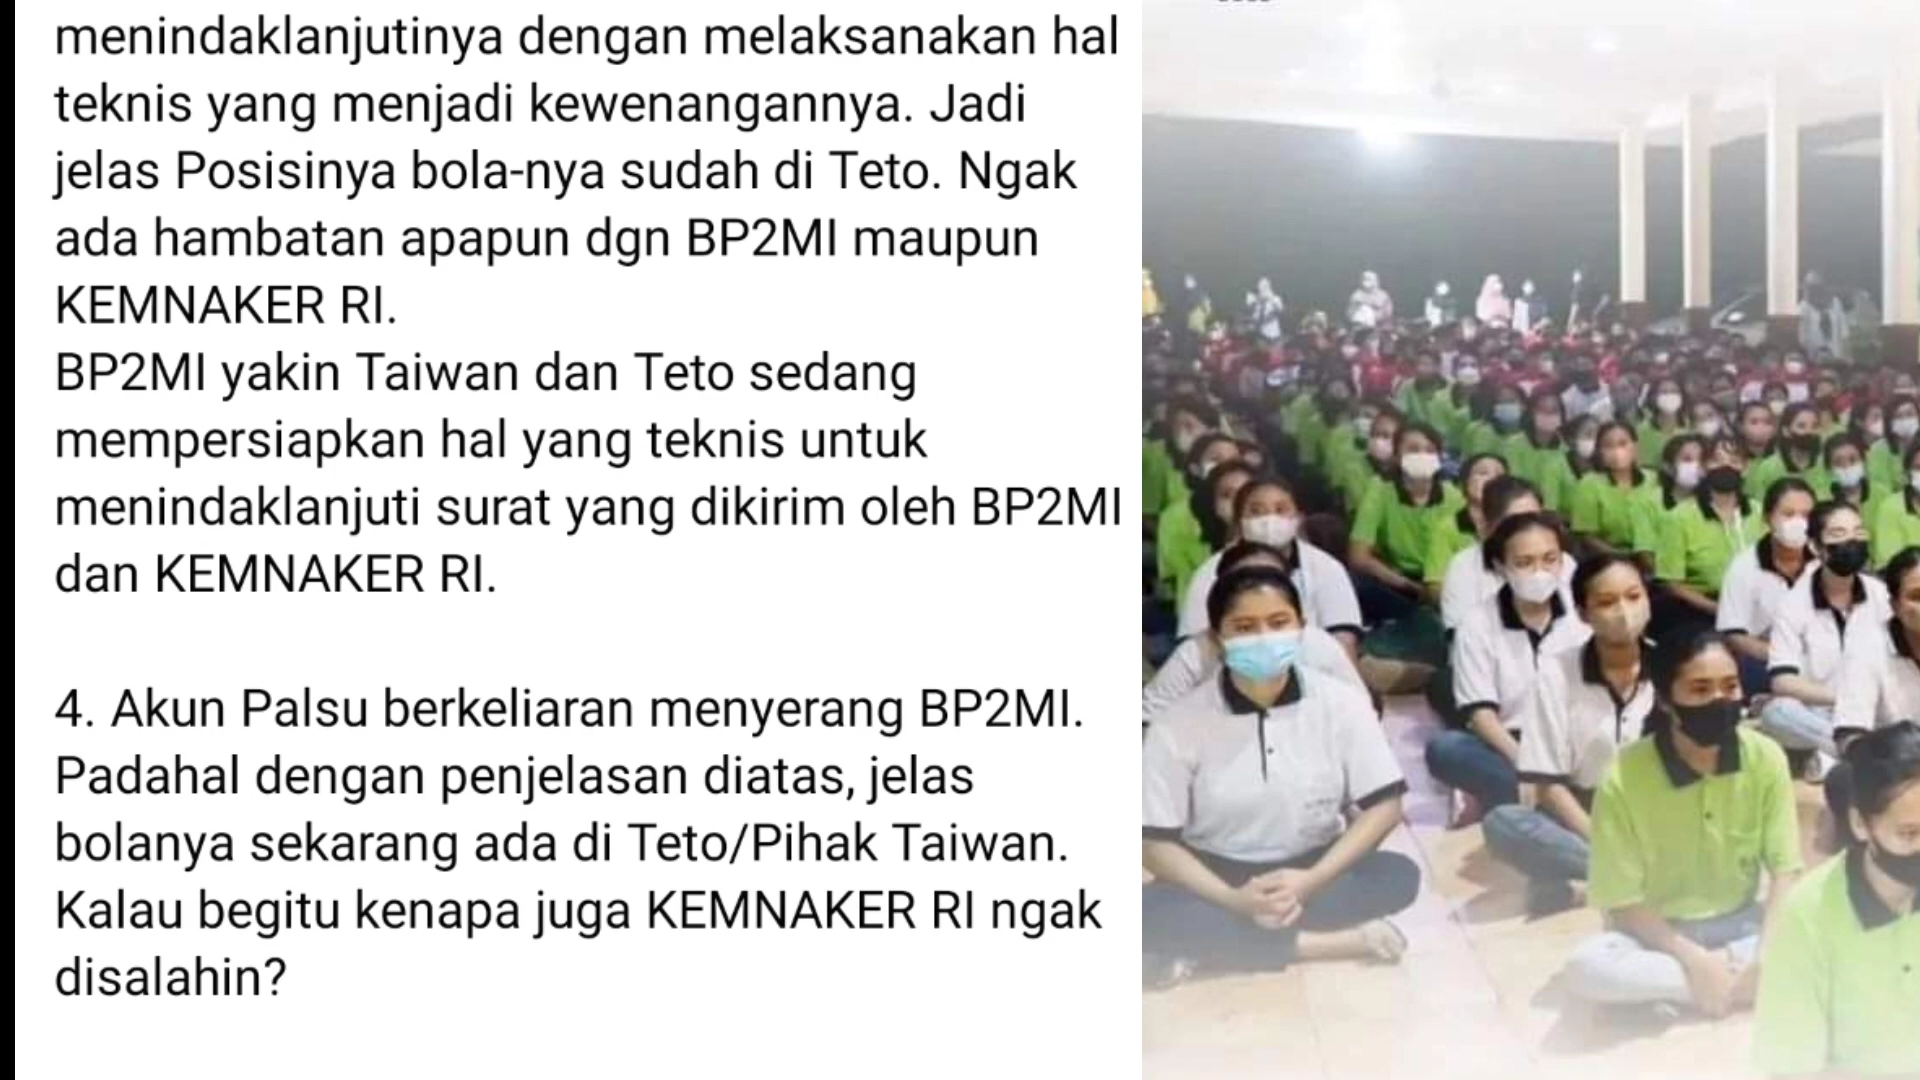 menindaklanjutinya dengan melaksanakan hal
teknis yang menjadi kewenangannya. Jadi
jelas Posisinya bola-nya sudah di Teto. Ngak
ada hambatan apapun dgn BP2MI maupun
KEMNAKER RI.
BP2MI yakin Taiwan dan Teto sedang
mempersiapkan hal yang teknis untuk
menindaklanjuti surat yang dikirim oleh BP2MI
dan KEMNAKER RI.
4. Akun Palsu berkeliaran menyerang BP2MI.
Padahal dengan penjelasan diatas, jelas
bolanya sekarang ada di Teto/Pihak Taiwan.
Kalau begitu kenapa juga KEMNAKER RI ngak
disalahin?